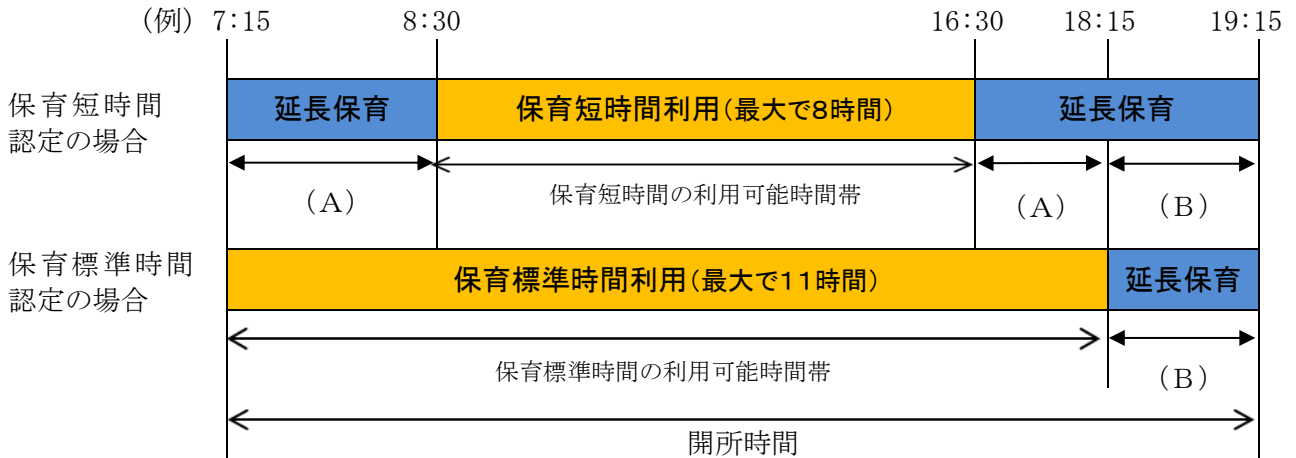 (例) 7:15 8:30 16:30 18:15 19:15
保育短時間
認定の場合
延長保育 保育短時間利用(最大で8時間) 延長保育
(A) 保育短時間の利用可能時間帯 (A) (B)
保育標準時間
認定の場合
保育標準時間利用(最大で11時間) 延長保育
保育標準時間の利用可能時間帯 (B)
開所時間